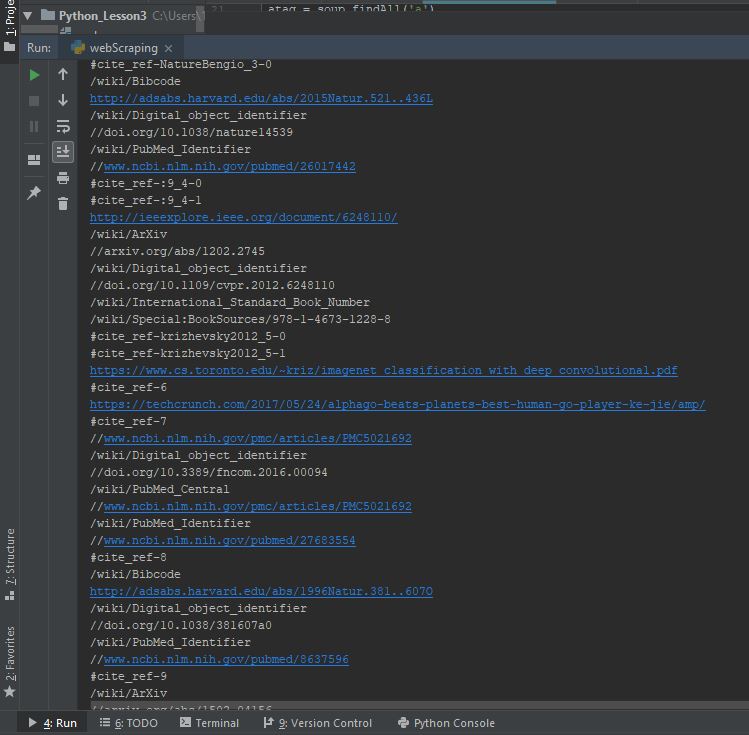 1: Proje
Python_Lesson3 C:\Users\1
21 atag = soup.findAll('a')
Run: webScraping
#cite_ref-NatureBengio_3-0
/wiki/Bibcode
http://adsabs.harvard.edu/abs/2015Natur.521..436L
/wiki/Digital_object_identifier
//doi.org/10.1038/nature14539
/wiki/PubMed_Identifier
//www.ncbi.nlm.nih.gov/pubmed/26017442
#cite_ref-:9_4-0
#cite_ref-:9_4-1
http://ieeexplore.ieee.org/document/6248110/
/wiki/ArXiv
//arxiv.org/abs/1202.2745
/wiki/Digital_object_identifier
//doi.org/10.1109/cvpr.2012.6248110
/wiki/International_Standard_Book_Number
/wiki/Special:BookSources/978-1-4673-1228-8
#cite_ref-krizhevsky2012_5-0
#cite_ref-krizhevsky2012_5-1
https://www.cs.toronto.edu/~kriz/imagenet_classification_with_deep_convolutional.pdf
#cite_ref-6
https://techcrunch.com/2017/05/24/alphago-beats-planets-best-human-go-player-ke-jie/amp/
#cite_ref-7
//www.ncbi.nlm.nih.gov/pmc/articles/PMC5021692
/wiki/Digital_object_identifier
//doi.org/10.3389/fncom.2016.00094
/wiki/PubMed_Central
//www.ncbi.nlm.nih.gov/pmc/articles/PMC5021692
/wiki/PubMed_Identifier
//www.ncbi.nlm.nih.gov/pubmed/27683554
#cite_ref-8
/wiki/Bibcode
http://adsabs.harvard.edu/abs/1996Natur.381..607O
/wiki/Digital_object_identifier
//doi.org/10.1038/381607a0
/wiki/PubMed_Identifier
//www.ncbi.nlm.nih.gov/pubmed/8637596
#cite_ref-9
/wiki/ArXiv
//arxiv.org/abs/1502.04156
7: Structure
2: Favorites
4: Run 6: TODO Terminal 9: Version Control Python Console